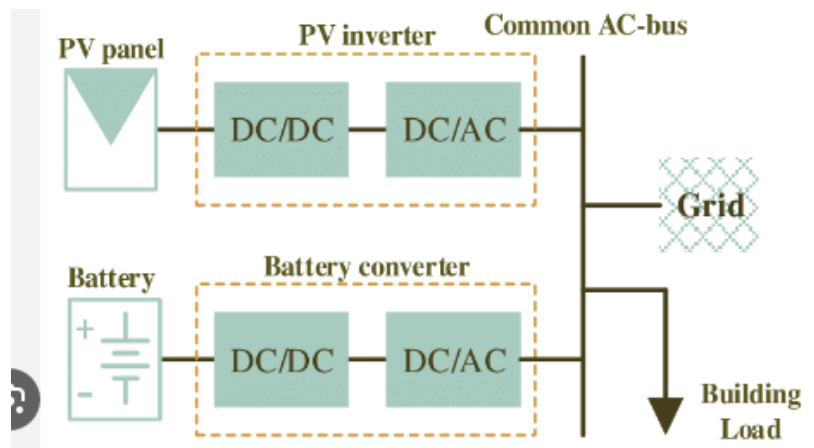 Common AC-bus
PV inverter
PV panel
DC/DC
DC/AC
Grid
Battery converter
Battery
+
-
DC/DC
DC/AC
Building
Load